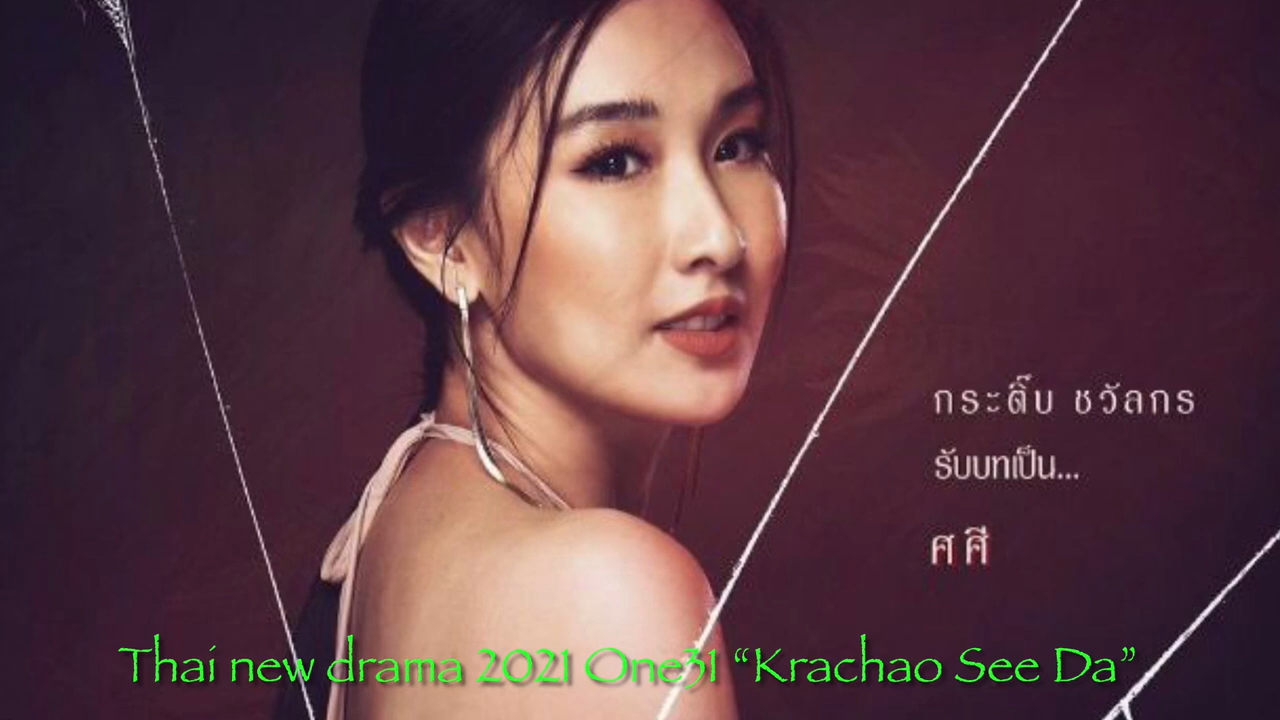 กระติ๊บ ชวัลกร
รับบทเป็น...
ศศี
Thai new drama 2021 One31 “Krachao See Da”